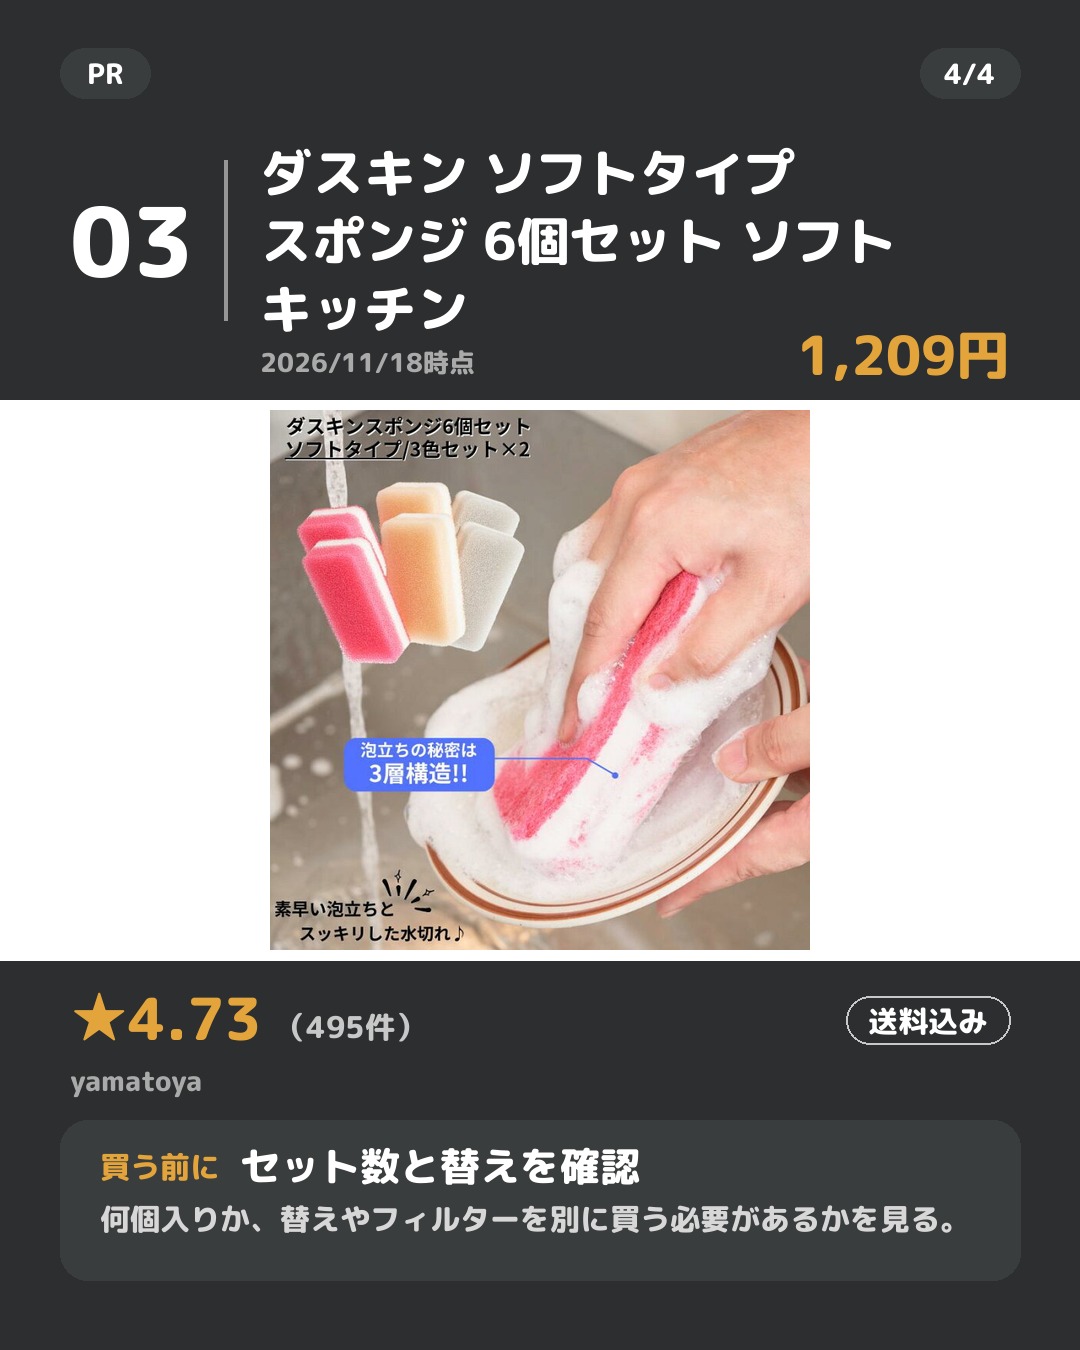 PR
4/4
03
ダスキン ソフトタイプ
スポンジ 6個セット ソフト
キッチン
2026/11/18時点
1,209円
ダスキンスポンジ6個セット
ソフトタイプ/3色セット×2
泡立ちの秘密は
3層構造!!
素早い泡立ちと
スッキリした水切れ♪
★4.73（495件）
送料込み
yamatoya
買う前に セット数と替えを確認
何個入りか、替えやフィルターを別に買う必要があるかを見る。